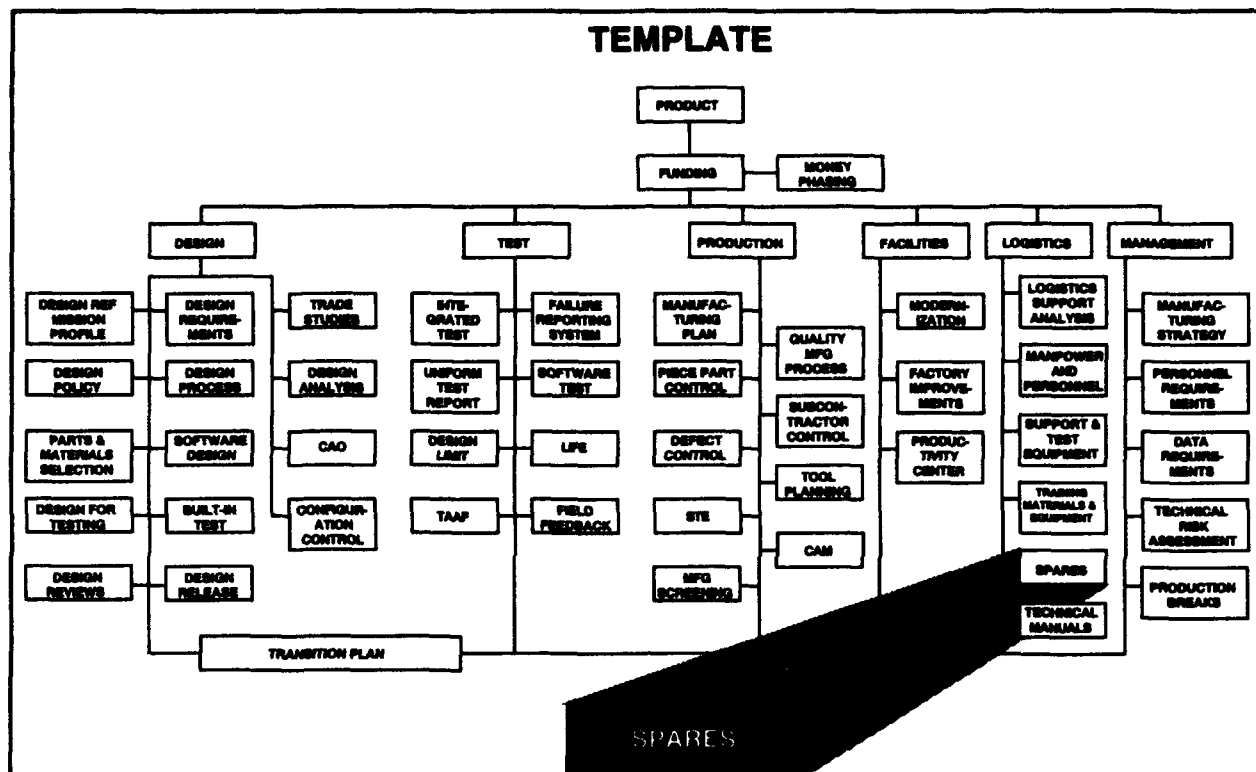 TEMPLATE
PRODUCT
FUNDING
MONEY
PHASING
DESIGN
TEST
PRODUCTION
FACILITIES
LOGISTICS
MANAGEMENT
DESIGN REF
MISSION
PROFILE
DESIGN
REQUIRE-
MENTS
TRADE
STUDIES
DESIGN
POLICY
DESIGN
PROCESS
DESIGN
ANALYSIS
PARTS &
MATERIALS
SELECTION
SOFTWARE
DESIGN
CAO
DESIGN FOR
TESTING
BUILT-IN
TEST
CONFIGUR-
ATION
CONTROL
DESIGN
REVIEWS
DESIGN
RELEASE
INTE-
GRATED
TEST
FAILURE
REPORTING
SYSTEM
UNIFORM
TEST
REPORT
SOFTWARE
TEST
DESIGN
LIMIT
LIFE
TAAF
FIELD
FEEDBACK
MANUFAC-
TURING
PLAN
QUALITY
MFG
PROCESS
PIECE PART
CONTROL
SUBCON-
TRACTOR
CONTROL
DEFECT
CONTROL
TOOL
PLANNING
STE
CAM
MFG
SCREENING
MODERN-
IZATION
FACTORY
IMPROVE-
MENTS
PRODUC-
TIVITY
CENTER
LOGISTICS
SUPPORT
ANALYSIS
MANPOWER
AND
PERSONNEL
SUPPORT &
TEST
EQUIPMENT
TRAINING
MATERIALS &
EQUIPMENT
SPARES
TECHNICAL
MANUALS
MANUFAC-
TURING
STRATEGY
PERSONNEL
REQUIRE-
MENTS
DATA
REQUIRE-
MENTS
TECHNICAL
RISK
ASSESSMENT
PRODUCTION
BREAKS
TRANSITION PLAN
SPARES